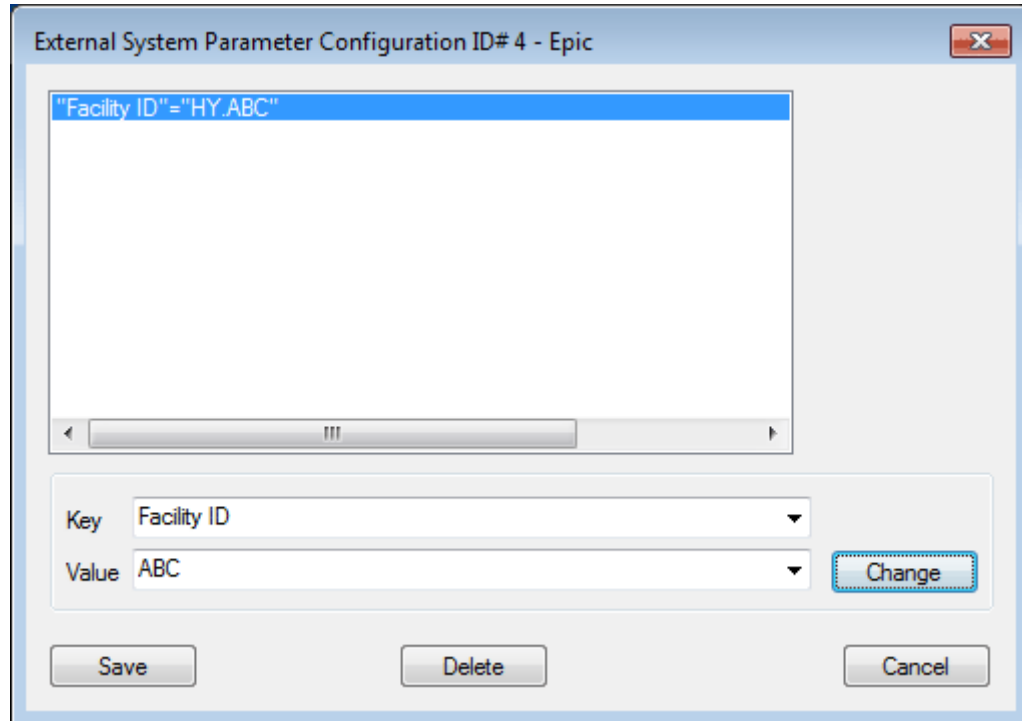 External System Parameter Configuration ID# 4 - Epic
"Facility ID"="HY.ABC"
Key Facility ID
Value ABC Change
Save Delete Cancel